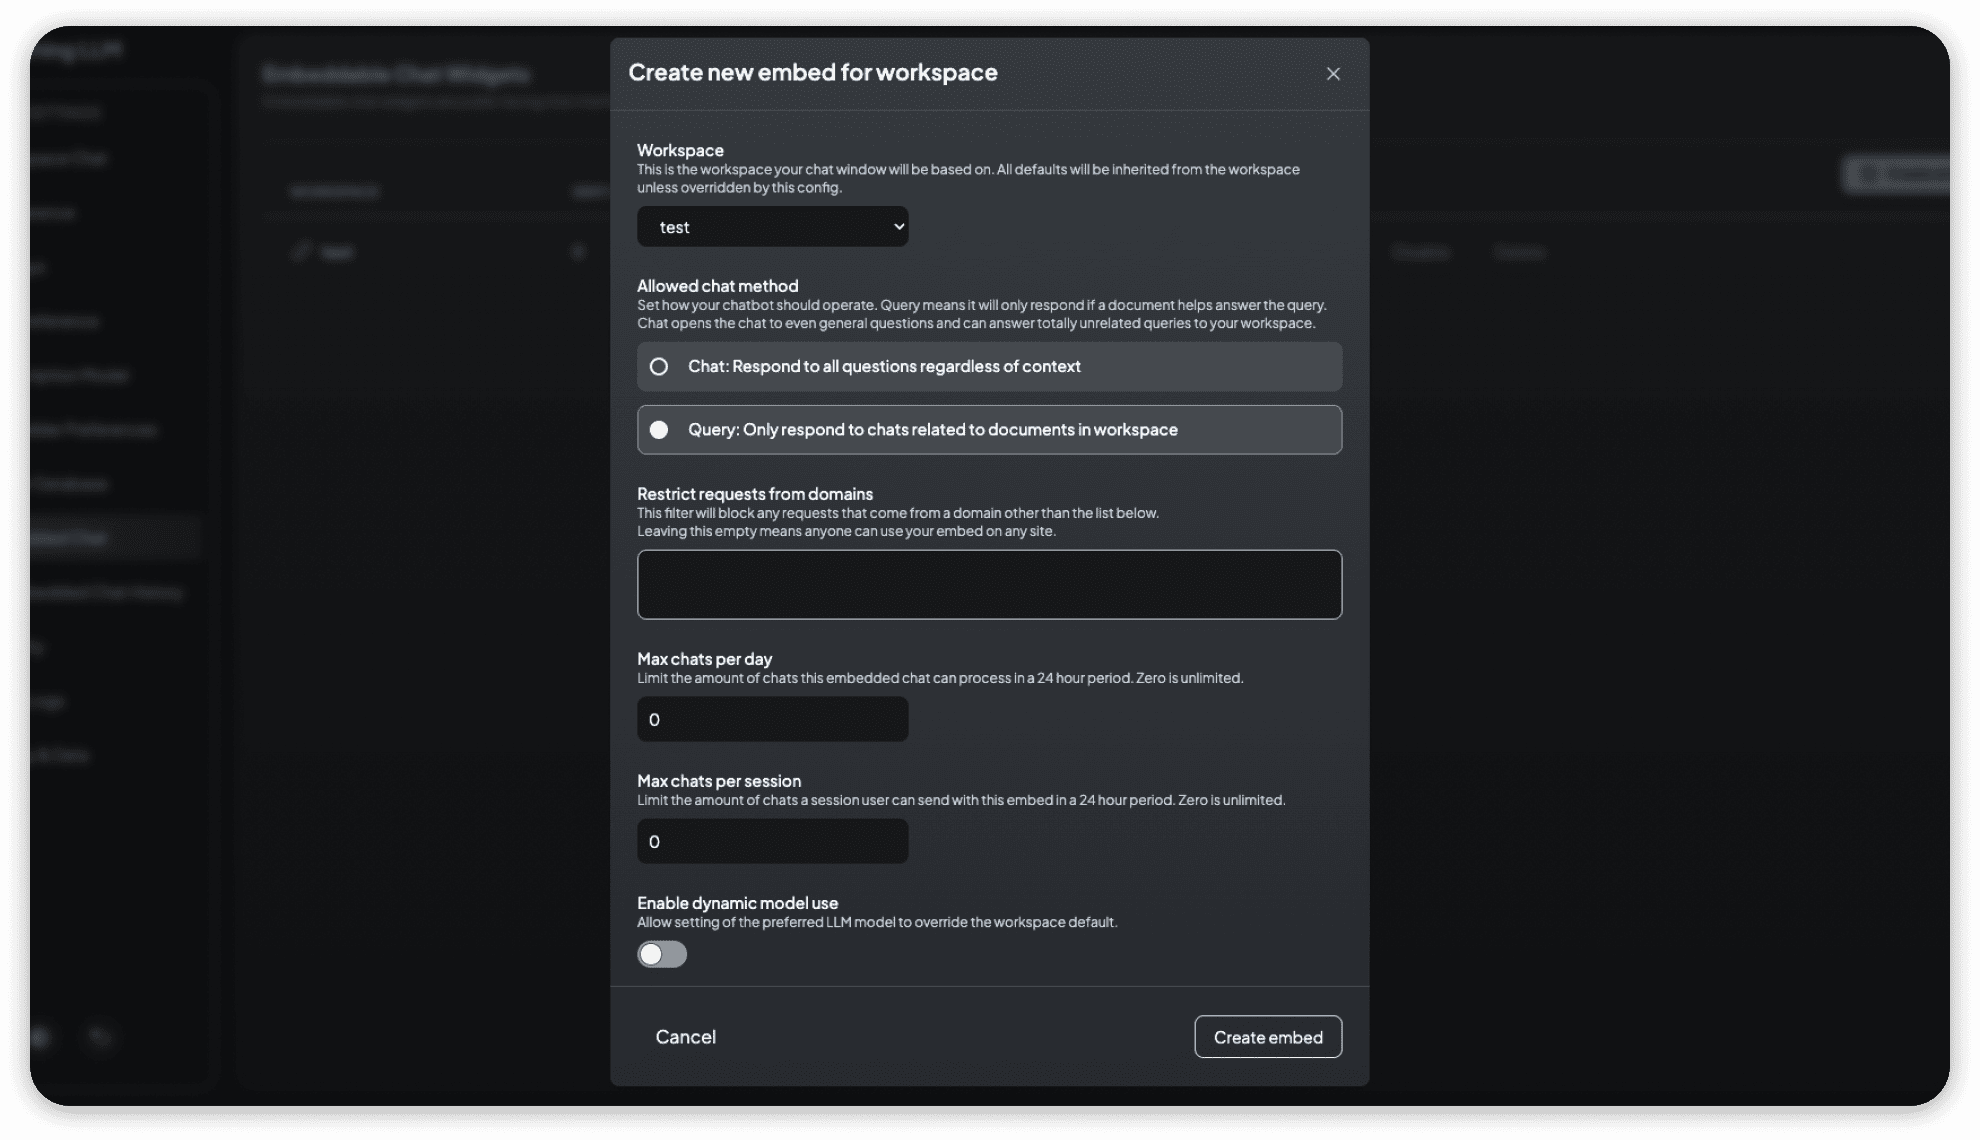 Embeddable Chat Widgets
Create new embed for workspace
Workspace
This is the workspace your chat window will be based on. All defaults will be inherited from the workspace
unless overridden by this config.
test
Allowed chat method
Set how your chatbot should operate. Query means it will only respond if a document helps answer the query.
Chat opens the chat to even general questions and can answer totally unrelated queries to your workspace.
Chat: Respond to all questions regardless of context
Query: Only respond to chats related to documents in workspace
Restrict requests from domains
This filter will block any requests that come from a domain other than the list below.
Leaving this empty means anyone can use your embed on any site.
Max chats per day
Limit the amount of chats this embedded chat can process in a 24 hour period. Zero is unlimited.
0
Max chats per session
Limit the amount of chats a session user can send with this embed in a 24 hour period. Zero is unlimited.
0
Enable dynamic model use
Allow setting of the preferred LLM model to override the workspace default.
Cancel
Create embed